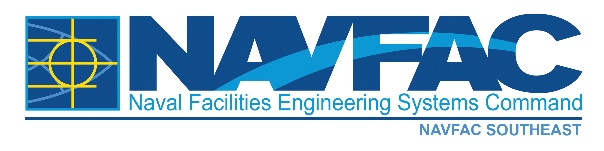 NAVFAC
Naval Facilities Engineering Systems Command
NAVFAC SOUTHEAST